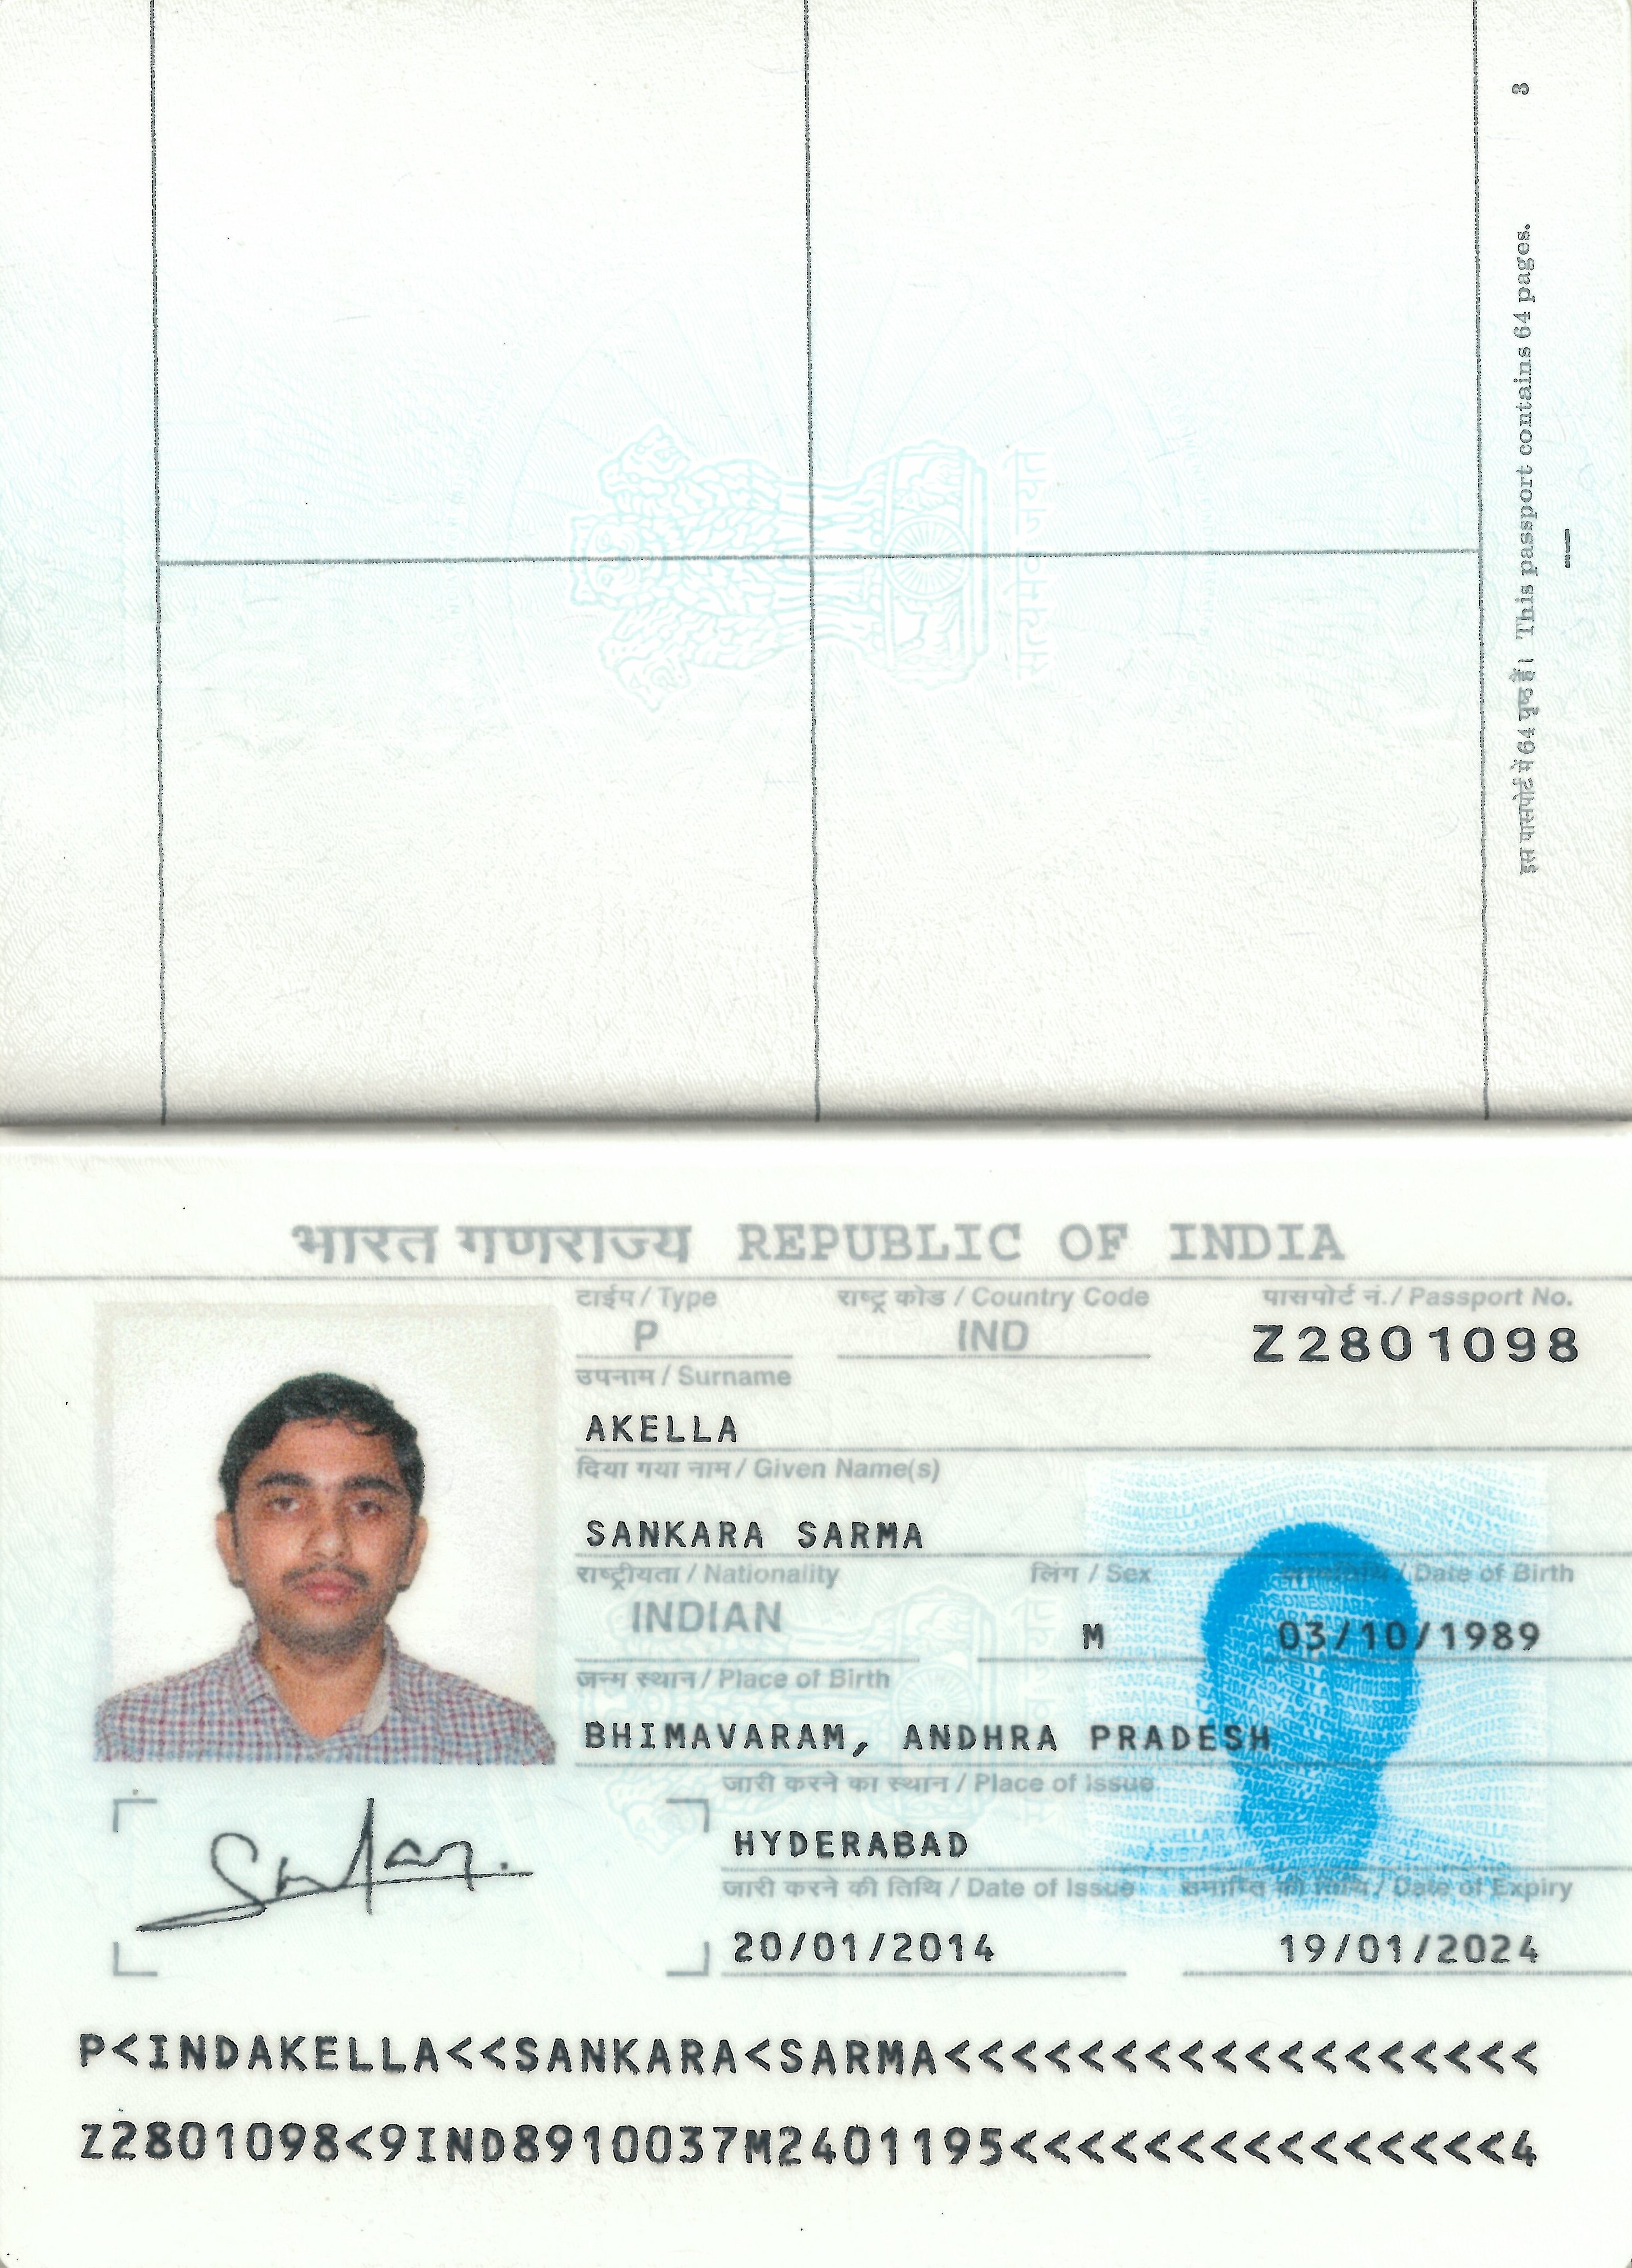 3
इस पासपोर्ट में 64 पृष्ठ हैं। This passport contains 64 pages.
भारत गणराज्य REPUBLIC OF INDIA
टाईप / Type राष्ट्र कोड / Country Code पासपोर्ट नं. / Passport No.
P IND Z2801098
उपनाम / Surname
AKELLA
दिया गया नाम / Given Name(s)
SANKARA SARMA
राष्ट्रीयता / Nationality लिंग / Sex जन्मतिथि / Date of Birth
INDIAN M 03/10/1989
जन्म स्थान / Place of Birth
BHIMAVARAM, ANDHRA PRADESH
जारी करने का स्थान / Place of Issue
HYDERABAD
जारी करने की तिथि / Date of Issue समाप्ति की तिथि / Date of Expiry
20/01/2014 19/01/2024
P<INDAKELLA<<SANKARA<SARMA<<<<<<<<<<<<<<<<<<
Z2801098<9IND8910037M2401195<<<<<<<<<<<<<<<4